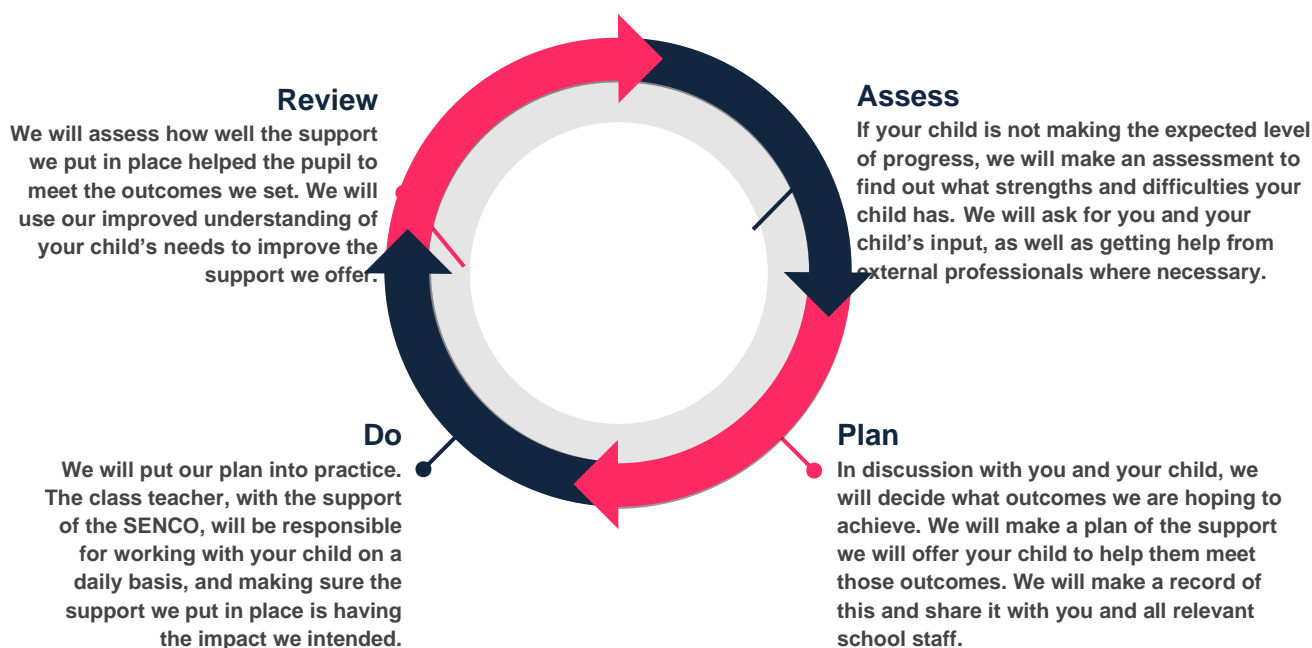 Review
We will assess how well the support
we put in place helped the pupil to
meet the outcomes we set. We will
use our improved understanding of
your child’s needs to improve the
support we offer.
Assess
If your child is not making the expected level
of progress, we will make an assessment to
find out what strengths and difficulties your
child has. We will ask for you and your
child’s input, as well as getting help from
external professionals where necessary.
Do
We will put our plan into practice.
The class teacher, with the support
of the SENCO, will be responsible
for working with your child on a
daily basis, and making sure the
support we put in place is having
the impact we intended.
Plan
In discussion with you and your child, we
will decide what outcomes we are hoping to
achieve. We will make a plan of the support
we will offer your child to help them meet
those outcomes. We will make a record of
this and share it with you and all relevant
school staff.